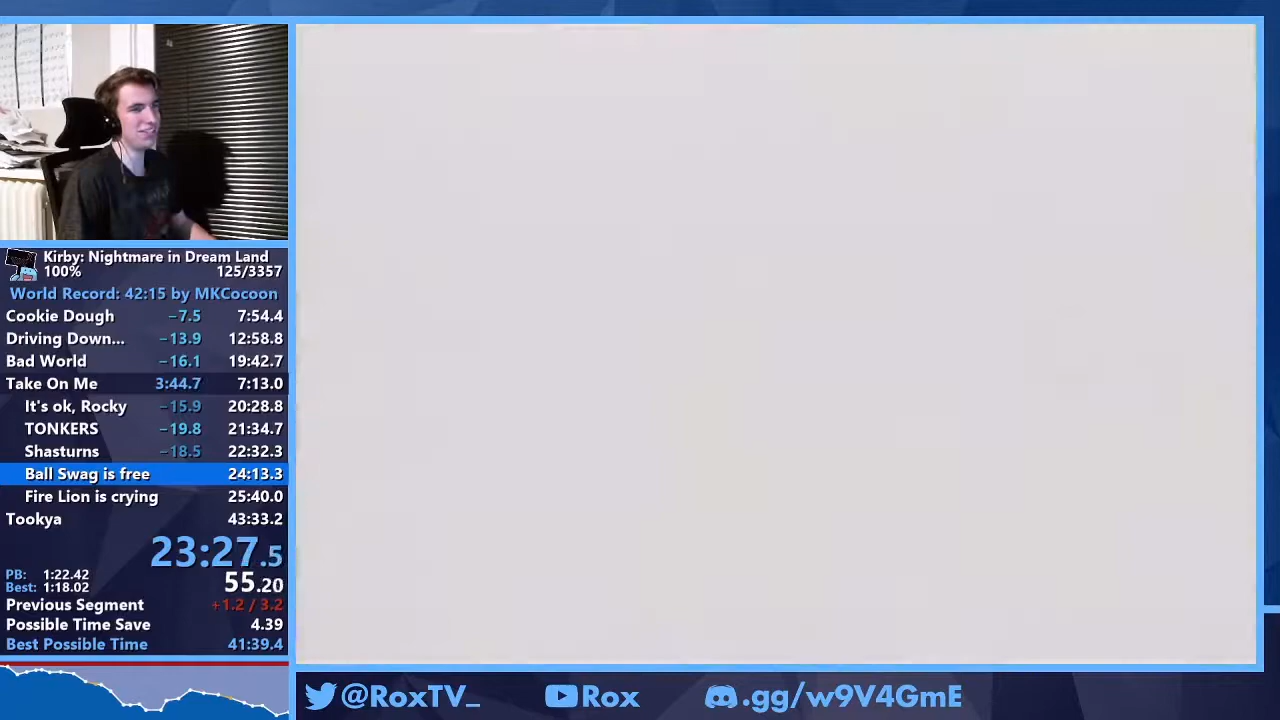 Kirby: Nightmare in Dream Land
100% 125/3357
World Record: 42:15 by MKCocoon
Cookie Dough -7.5 7:54.4
Driving Down... -13.9 12:58.8
Bad World -16.1 19:42.7
Take On Me 3:44.7 7:13.0
It's ok, Rocky -15.9 20:28.8
TONKERS -19.8 21:34.7
Shasturns -18.5 22:32.3
Ball Swag is free 24:13.3
Fire Lion is crying 25:40.0
Tookya 43:33.2
23:27.5
PB: 1:22.42
Best: 1:18.02
55.20
Previous Segment +1.2 / 3.2
Possible Time Save 4.39
Best Possible Time 41:39.4
@RoxTV_ Rox .gg/w9V4GmE